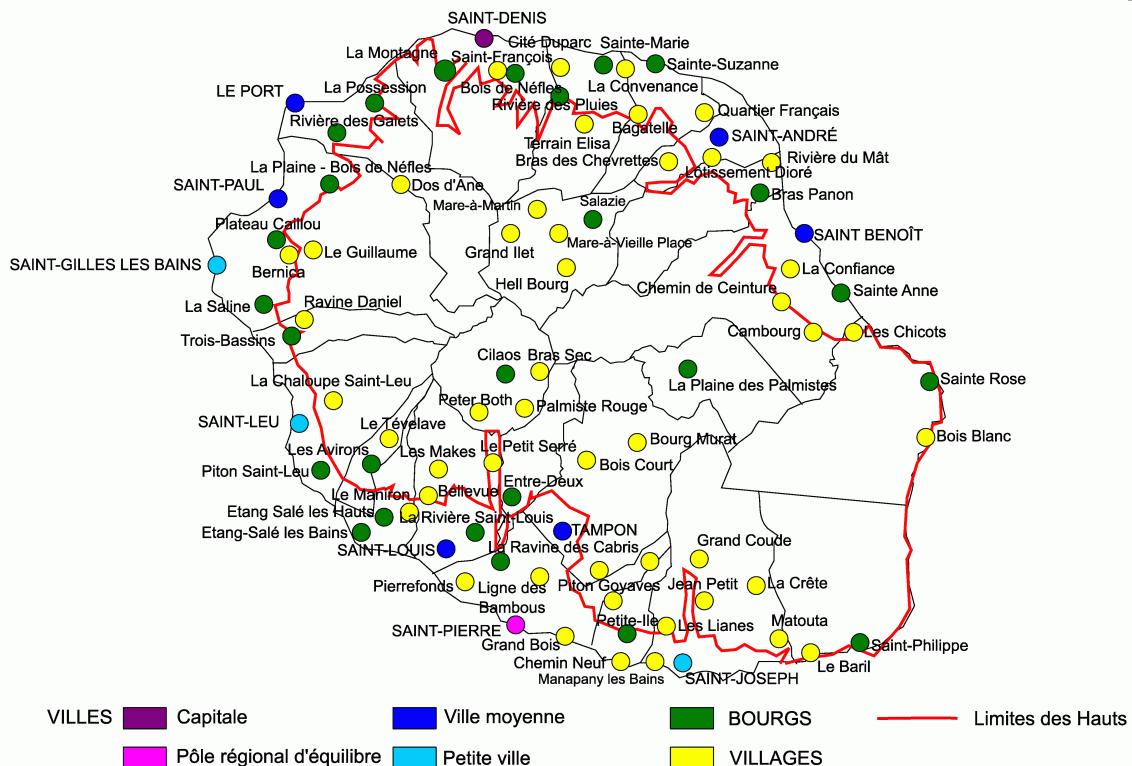 SAINT-DENIS
Cité Duparc
Sainte-Marie
La Montagne
Saint-François
Sainte-Suzanne
La Possession
Bois de Nèfles
La Convenance
LE PORT
Rivière des Pluies
Quartier Français
Rivière des Galets
Bagatelle
SAINT-ANDRÉ
Terrain Elisa
Bras des Chevrettes
Rivière du Mât
La Plaine - Bois de Néfles
Lotissement Dioré
SAINT-PAUL
Dos d'Ane
Bras Panon
Mare-à-Martin
Salazie
Plateau Caillou
SAINT BENOÎT
Mare-à-Vieille Place
Le Guillaume
Grand Ilet
SAINT-GILLES LES BAINS
Bernica
La Confiance
Hell Bourg
Chemin de Ceinture
Sainte Anne
La Saline
Ravine Daniel
Cambourg
Les Chicots
Trois-Bassins
Cilaos
Bras Sec
La Chaloupe Saint-Leu
La Plaine des Palmistes
Sainte Rose
Peter Both
Palmiste Rouge
SAINT-LEU
Le Tévelave
Bourg Murat
Bois Blanc
Les Avirons
Les Makes
Le Petit Serré
Bois Court
Piton Saint-Leu
Entre-Deux
Le Maniron
Bellevue
Etang Salé les Hauts
La Rivière Saint-Louis
Etang-Salé les Bains
TAMPON
SAINT-LOUIS
La Ravine des Cabris
Grand Coude
Pierrefonds
Ligne des
Bambous
Piton Goyaves
Jean Petit
La Crête
SAINT-PIERRE
Petite-Ile
Les Lianes
Matouta
Grand Bois
Saint-Philippe
Chemin Neuf
Le Baril
Manapany les Bains
SAINT-JOSEPH
VILLES
Capitale
Ville moyenne
BOURGS
Limites des Hauts
Pôle régional d'équilibre
Petite ville
VILLAGES